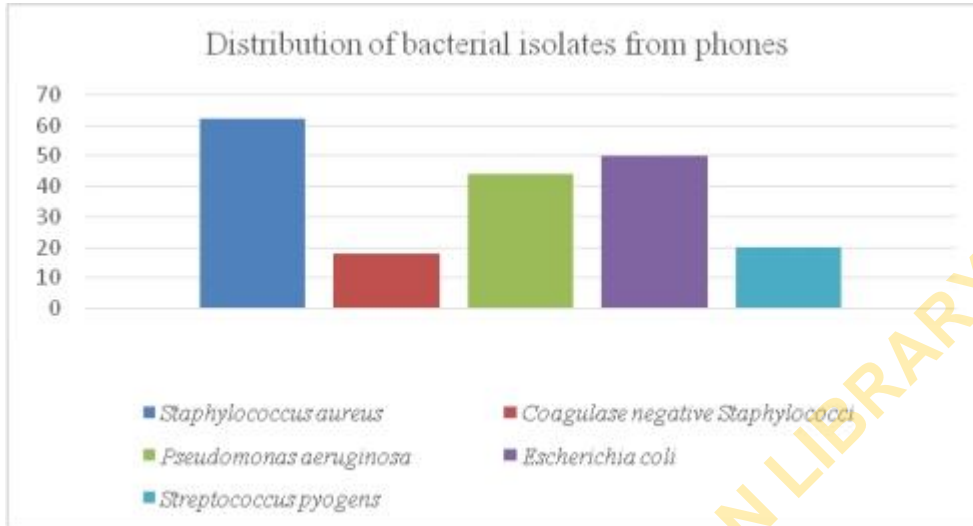 Distribution of bacterial isolates from phones
70
60
50
40
30
20
10
0
Staphylococcus aureus
Coagulase negative Staphylococci
Pseudomonas aeruginosa
Escherichia coli
Streptococcus pyogens
N LIBRARY